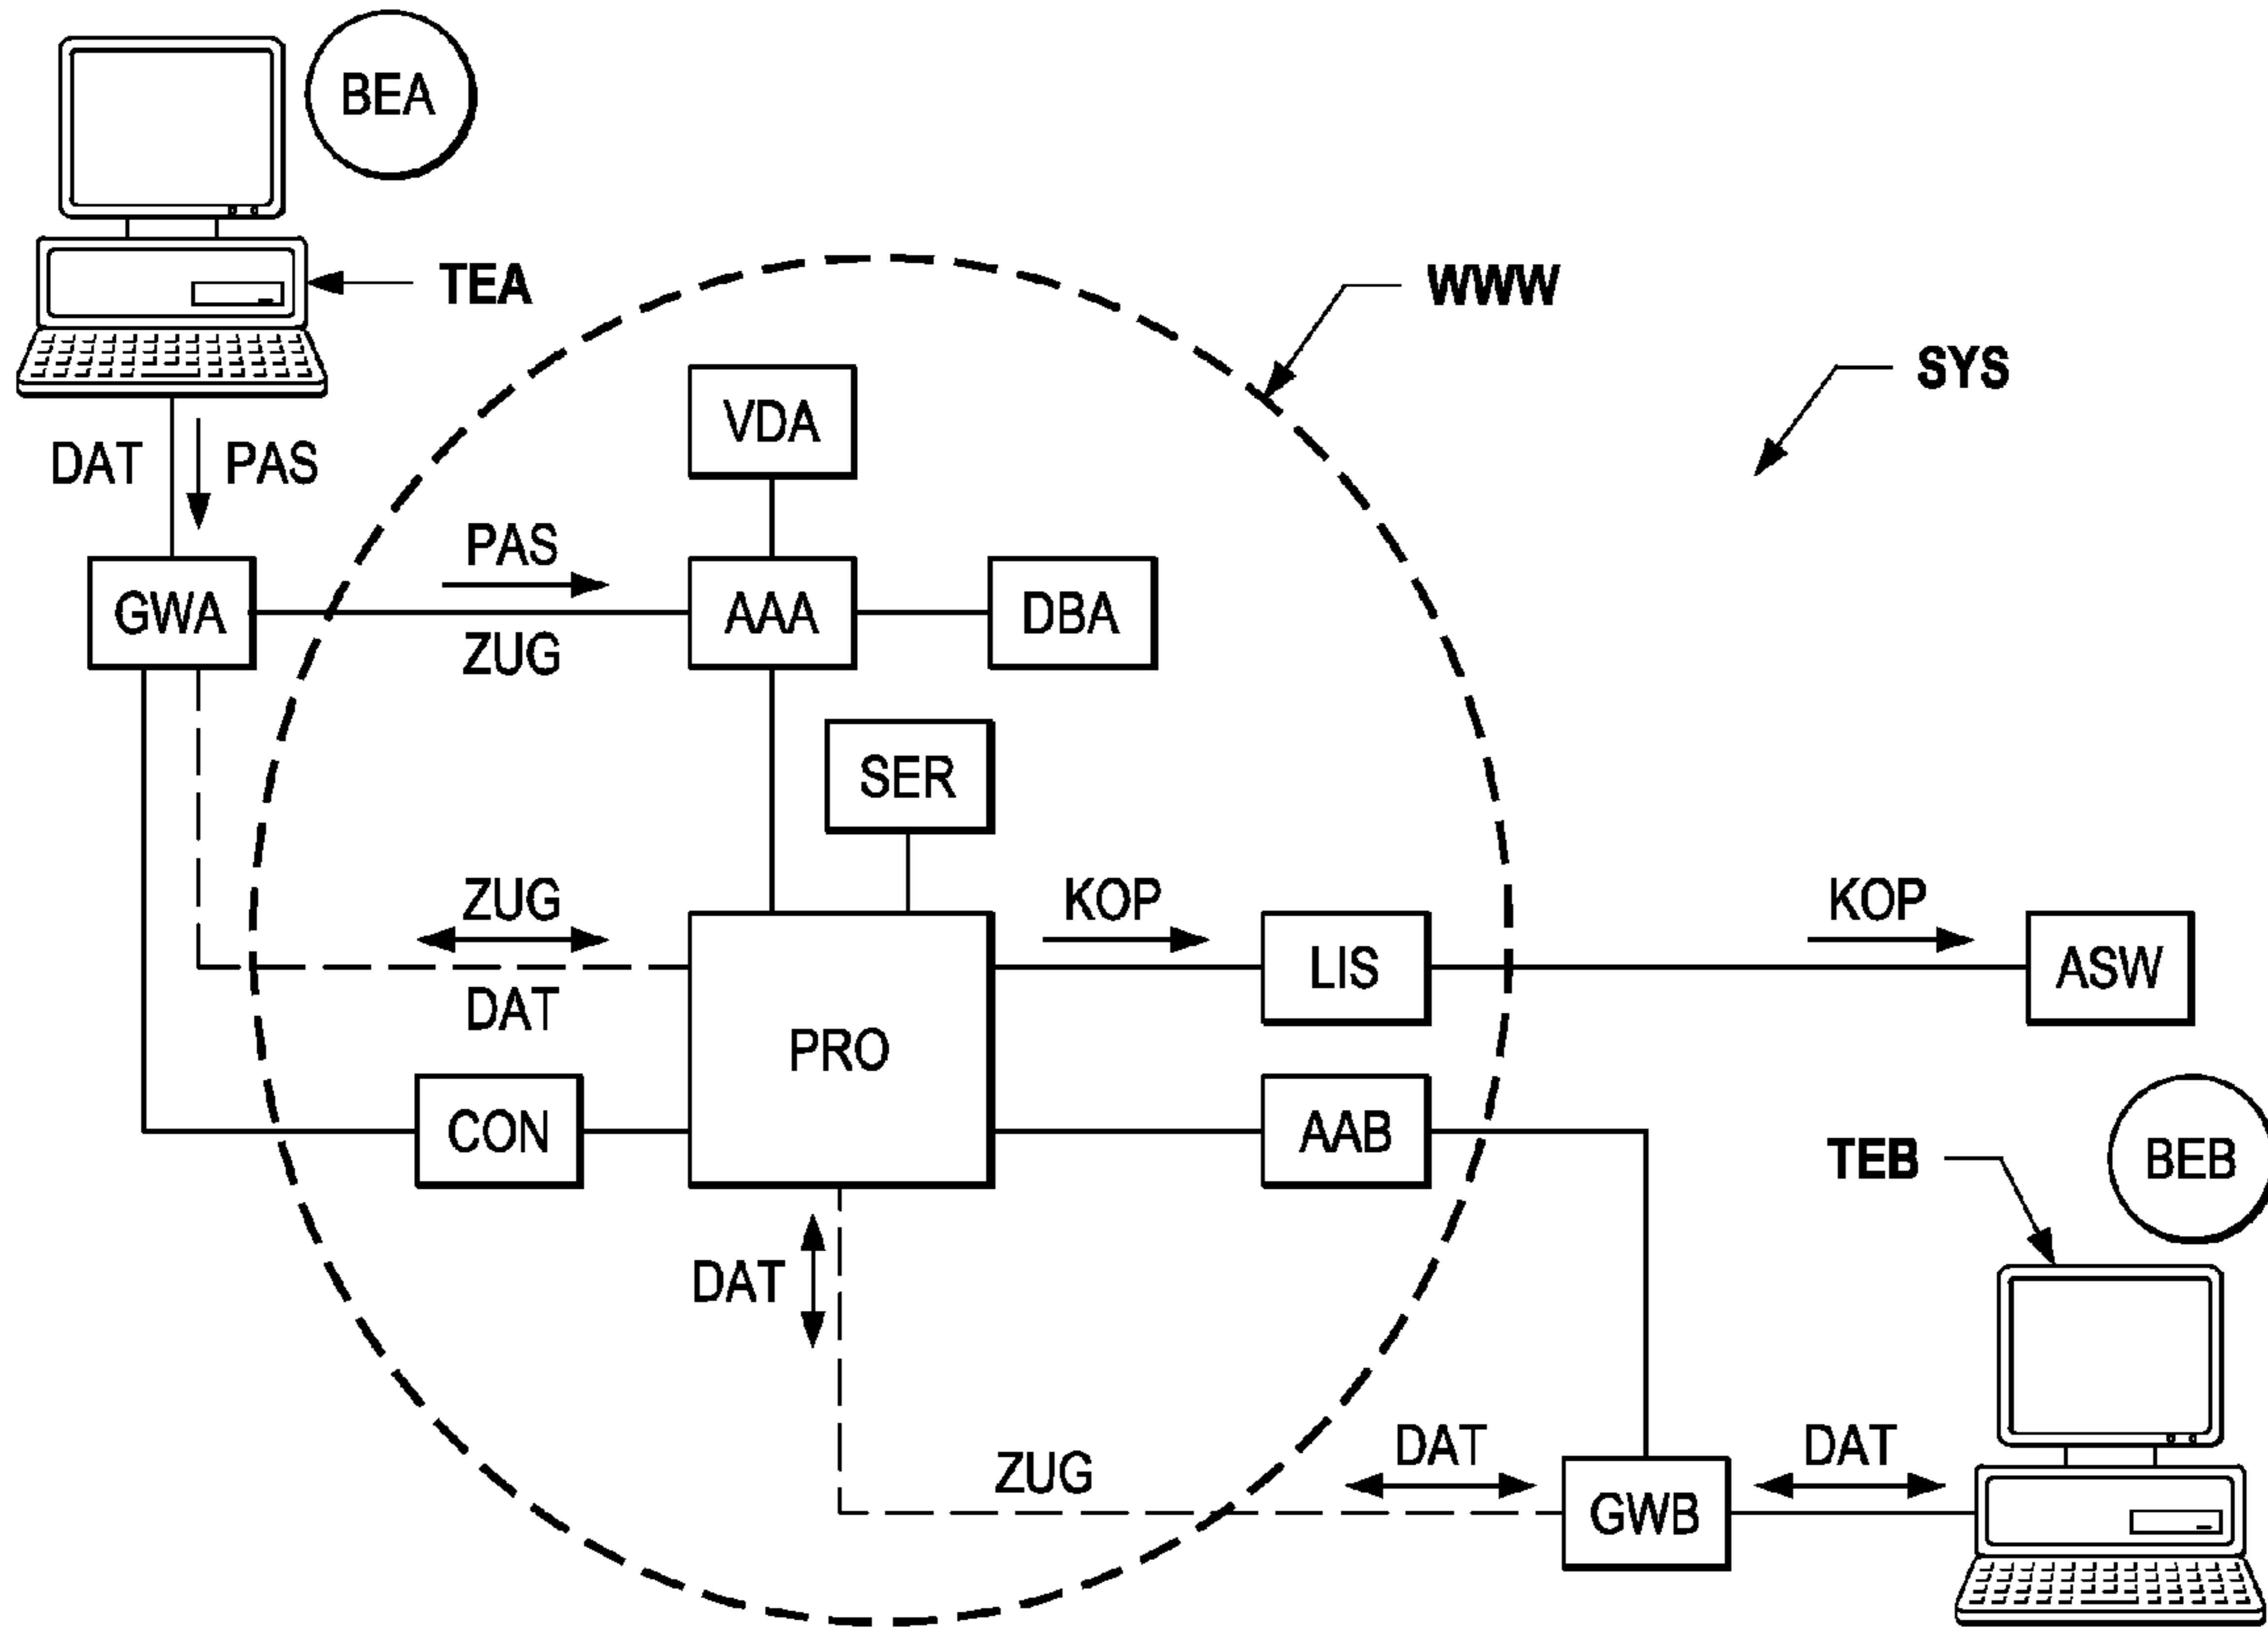 BEA
TEA
WWW
SYS
VDA
DAT
PAS
PAS
GWA
AAA
DBA
ZUG
SER
ZUG
KOP
KOP
LIS
ASW
DAT
PRO
CON
AAB
TEB
BEB
DAT
ZUG
DAT
DAT
GWB